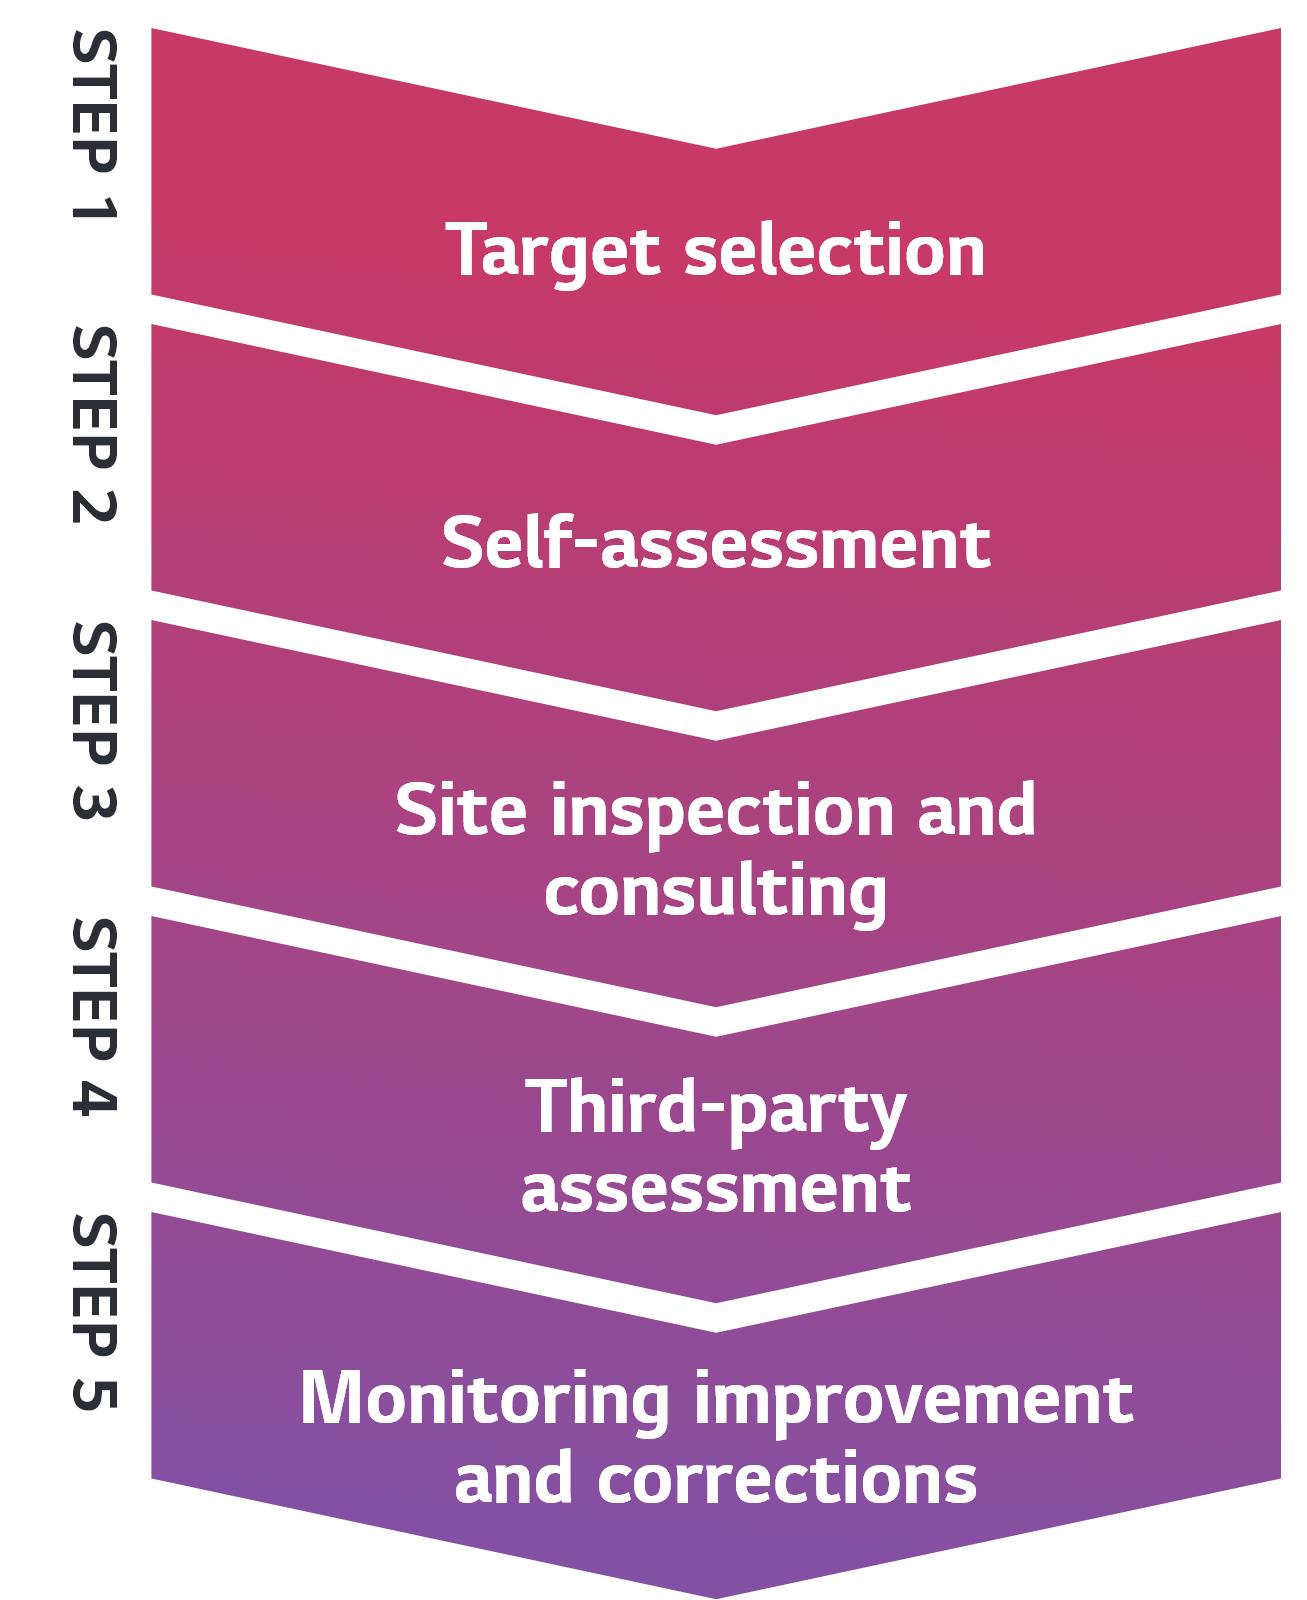 STEP 1
Target selection
STEP 2
Self-assessment
STEP 3
Site inspection and
consulting
STEP 4
Third-party
assessment
STEP 5
Monitoring improvement
and corrections